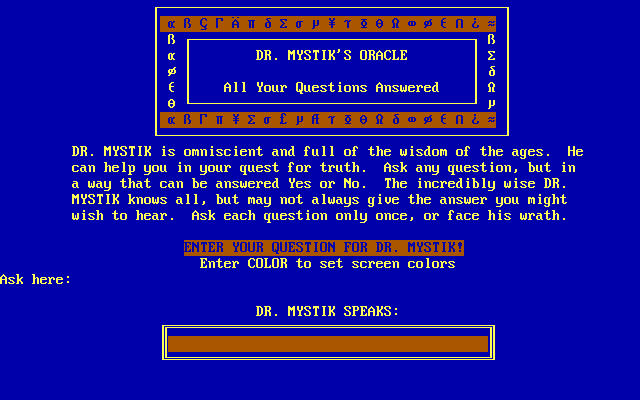 α ß Ç Γ Ä π δ Σ σ µ ¥ τ Φ Θ Ω ∞ ø ξ ∩ ¿ ≈
ß ß
α DR. MYSTIK'S ORACLE Σ
ø δ
ε All Your Questions Answered Ω
θ µ
α ß Γ π ¥ Σ σ £ µ τ Φ Θ Ω δ ∞ ø ξ ∩ ¿ ≈
DR. MYSTIK is omniscient and full of the wisdom of the ages. He
can help you in your quest for truth. Ask any question, but in
a way that can be answered Yes or No. The incredibly wise DR.
MYSTIK knows all, but may not always give the answer you might
wish to hear. Ask each question only once, or face his wrath.
ENTER YOUR QUESTION FOR DR. MYSTIK!
Enter COLOR to set screen colors
Ask here:
DR. MYSTIK SPEAKS: